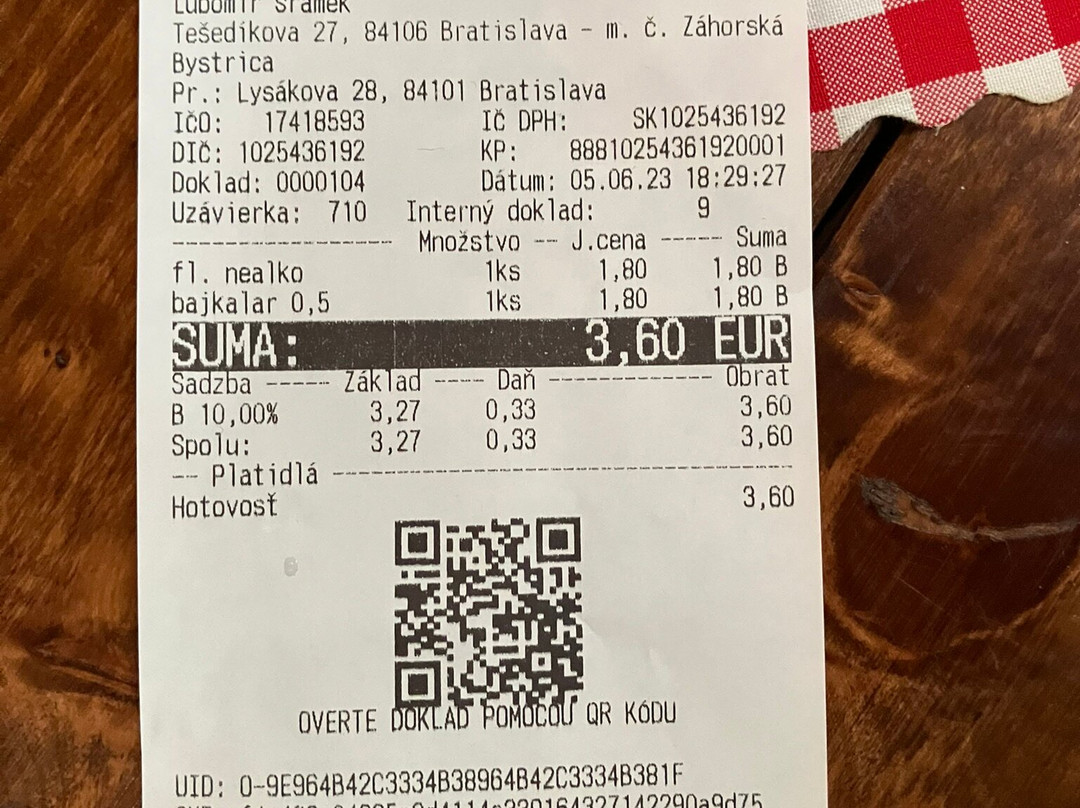 Ľubomír Šrámek
Tešedíkova 27, 84106 Bratislava - m. č. Záhorská
Bystrica
Pr.: Lysákova 28, 84101 Bratislava
IČO: 17418593 IČ DPH: SK1025436192
DIČ: 1025436192 KP: 88810254361920001
Doklad: 0000104 Dátum: 05.06.23 18:29:27
Uzávierka: 710 Interný doklad: 9
------------------- Množstvo -- J.cena ----- Suma
fl. nealko 1ks 1,80 1,80 B
bajkalar 0,5 1ks 1,80 1,80 B
SUMA: 3,60 EUR
Sadzba ----- Základ ---- Daň ------------- Obrat
B 10,00% 3,27 0,33 3,60
Spolu: 3,27 0,33 3,60
-- Platidlá -------------------------------------
Hotovosť 3,60
OVERTE DOKLAD POMOCOU QR KÓDU
UID: O-9E964B42C3334B38964B42C3334B381F